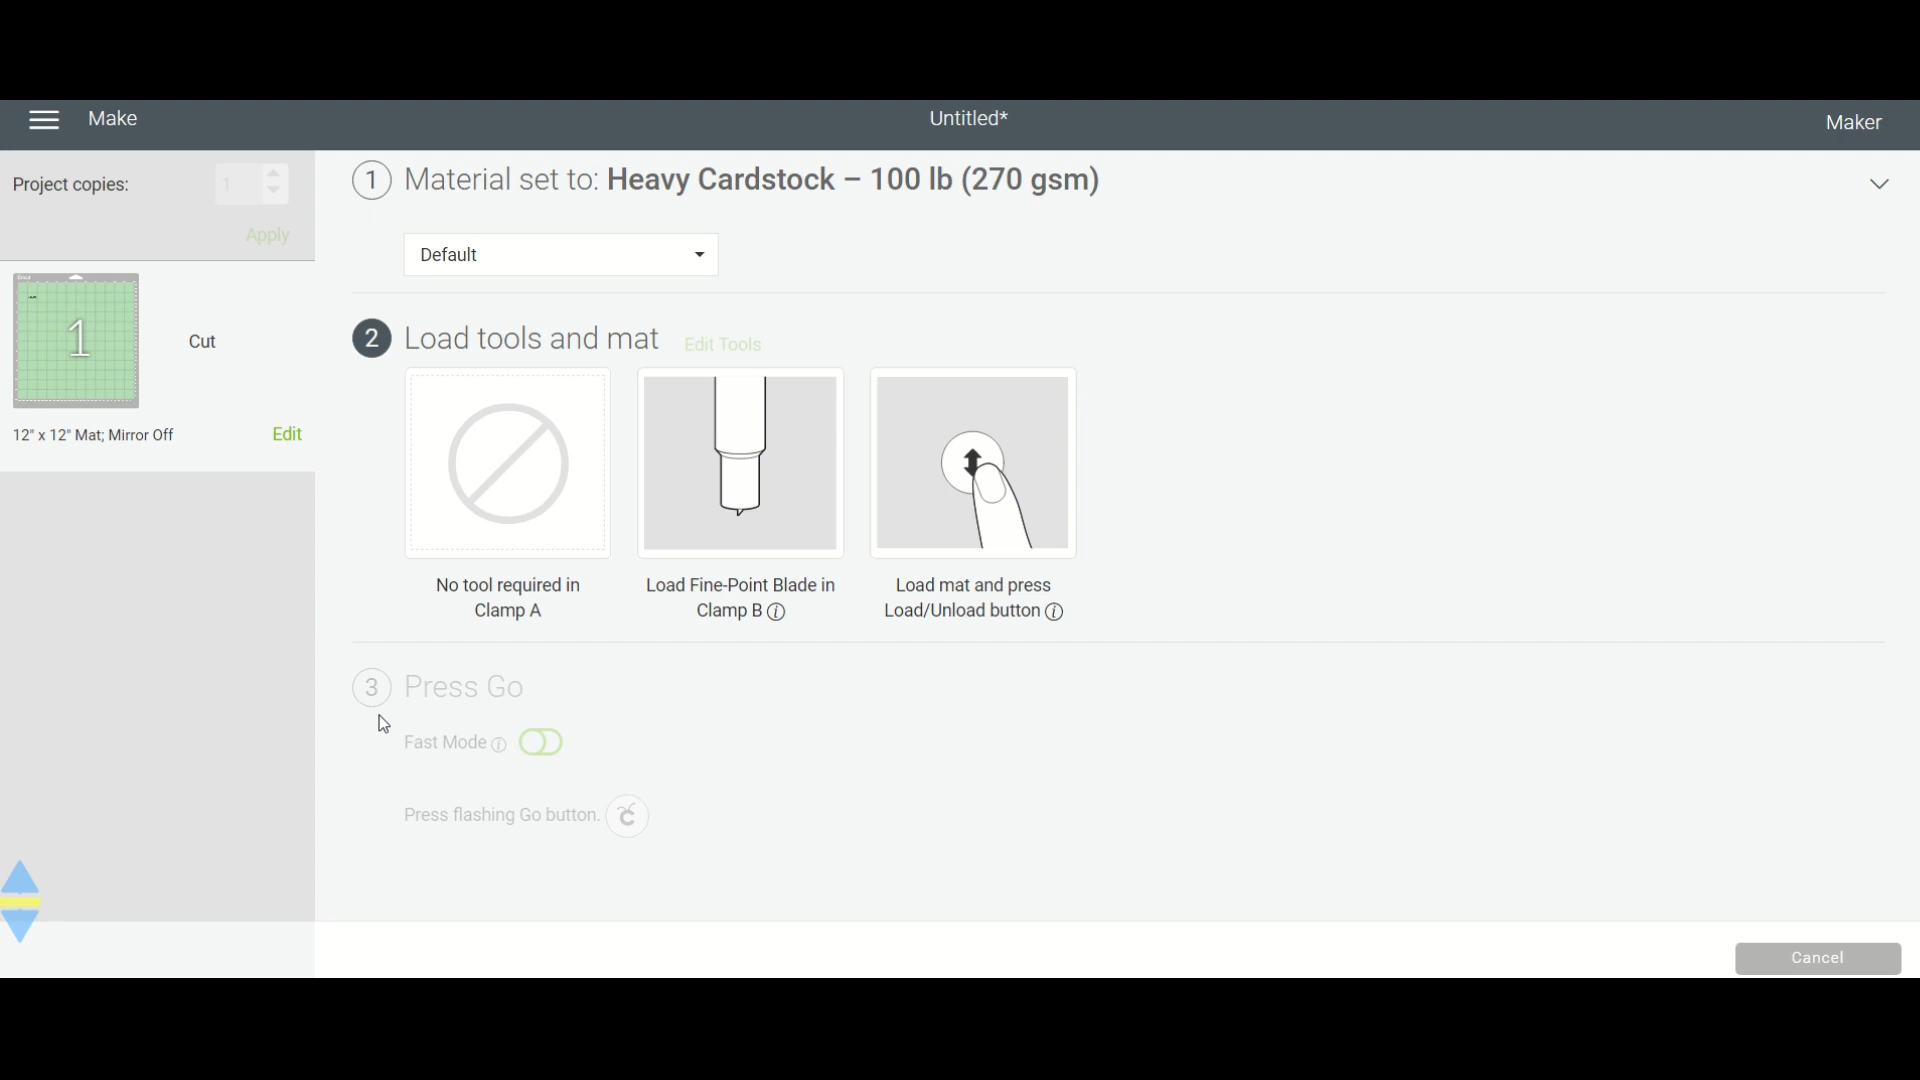 Make
Untitled*
Maker
Project copies:
1
Apply
1
Cut
12" x 12" Mat; Mirror Off
Edit
1 Material set to: Heavy Cardstock – 100 lb (270 gsm)
Default
2 Load tools and mat
Edit Tools
No tool required in
Clamp A
Load Fine-Point Blade in
Clamp B
Load mat and press
Load/Unload button
3 Press Go
Fast Mode
Press flashing Go button.
Cancel